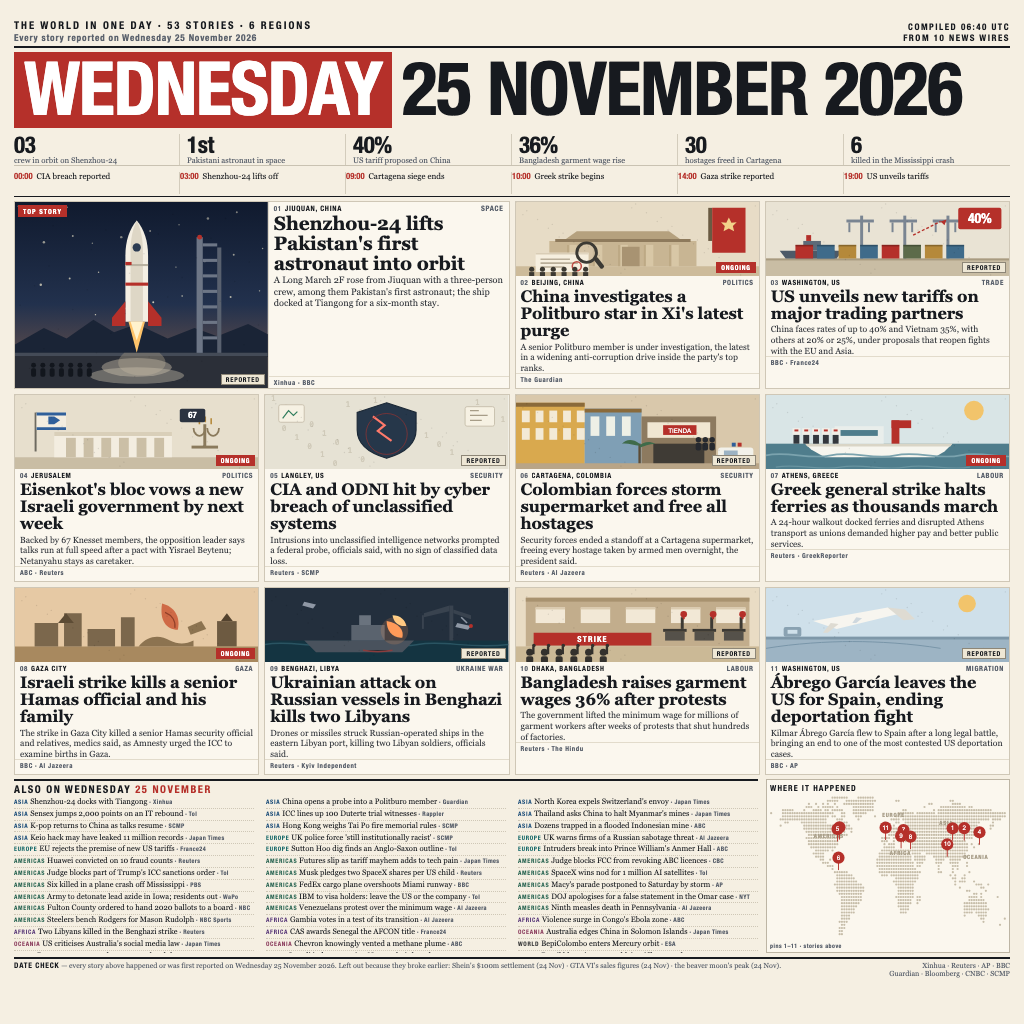 THE WORLD IN ONE DAY · 53 STORIES · 6 REGIONS
Every story reported on Wednesday 25 November 2026
COMPILED 06:40 UTC
FROM 10 NEWS WIRES
WEDNESDAY 25 NOVEMBER 2026
03
crew in orbit on Shenzhou-24
1st
Pakistani astronaut in space
40%
US tariff proposed on China
36%
Bangladesh garment wage rise
30
hostages freed in Cartagena
6
killed in the Mississippi crash
00:00 CIA breach reported
03:00 Shenzhou-24 lifts off
09:00 Cartagena siege ends
10:00 Greek strike begins
14:00 Gaza strike reported
19:00 US unveils tariffs
TOP STORY
REPORTED
01 JIUQUAN, CHINA SPACE
Shenzhou-24 lifts
Pakistan's first
astronaut into orbit
A Long March 2F rose from Jiuquan with a three-person
crew, among them Pakistan's first astronaut; the ship
docked at Tiangong for a six-month stay.
Xinhua · BBC
ONGOING
02 BEIJING, CHINA POLITICS
China investigates a
Politburo star in Xi's latest
purge
A senior Politburo member is under investigation, the latest
in a widening anti-corruption drive inside the party's top
ranks.
The Guardian
40%
REPORTED
03 WASHINGTON, US TRADE
US unveils new tariffs on
major trading partners
China faces rates of up to 40% and Vietnam 35%, with
others at 20% or 25%, under proposals that reopen fights
with the EU and Asia.
BBC · France24
67
ONGOING
04 JERUSALEM POLITICS
Eisenkot's bloc vows a new
Israeli government by next
week
Backed by 67 Knesset members, the opposition leader says
talks run at full speed after a pact with Yisrael Beytenu;
Netanyahu stays as caretaker.
ABC · Reuters
REPORTED
05 LANGLEY, US SECURITY
CIA and ODNI hit by cyber
breach of unclassified
systems
Intrusions into unclassified intelligence networks prompted
a federal probe, officials said, with no sign of classified data
loss.
Reuters · SCMP
TIENDA
REPORTED
06 CARTAGENA, COLOMBIA SECURITY
Colombian forces storm
supermarket and free all
hostages
Security forces ended a standoff at a Cartagena supermarket,
freeing every hostage taken by armed men overnight, the
president said.
Reuters · Al Jazeera
ONGOING
07 ATHENS, GREECE LABOUR
Greek general strike halts
ferries as thousands march
A 24-hour walkout docked ferries and disrupted Athens
transport as unions demanded higher pay and better public
services.
Reuters · GreekReporter
ONGOING
08 GAZA CITY GAZA
Israeli strike kills a senior
Hamas official and his
family
The strike in Gaza City killed a senior Hamas security official
and relatives, medics said, as Amnesty urged the ICC to
examine births in Gaza.
BBC · Al Jazeera
REPORTED
09 BENGHAZI, LIBYA UKRAINE WAR
Ukrainian attack on
Russian vessels in Benghazi
kills two Libyans
Drones or missiles struck Russian-operated ships in the
eastern Libyan port, killing two Libyan soldiers, officials
said.
Reuters · Kyiv Independent
STRIKE
REPORTED
10 DHAKA, BANGLADESH LABOUR
Bangladesh raises garment
wages 36% after protests
The government lifted the minimum wage for millions of
garment workers after weeks of protests that shut hundreds
of factories.
Reuters · The Hindu
REPORTED
11 WASHINGTON, US MIGRATION
Ábrego García leaves the
US for Spain, ending
deportation fight
Kilmar Ábrego García flew to Spain after a long legal battle,
bringing an end to one of the most contested US deportation
cases.
BBC · AP
ALSO ON WEDNESDAY 25 NOVEMBER
ASIA Shenzhou-24 docks with Tiangong · Xinhua
ASIA Sensex jumps 2,000 points on an IT rebound · ToI
ASIA K-pop returns to China as talks resume · SCMP
ASIA Keio hack may have leaked 11 million records · Japan Times
EUROPE EU rejects the premise of new US tariffs · France24
AMERICAS Huawei convicted on 10 fraud counts · Reuters
AMERICAS Judge blocks part of Trump's ICC sanctions order · ToI
AMERICAS Six killed in a plane crash off Mississippi · PBS
AMERICAS Army to detonate lead azide in Iowa; residents out · WaPo
AMERICAS Fulton County ordered to hand 2020 ballots to a board · NBC
AMERICAS Steelers bench Rodgers for Mason Rudolph · NBC Sports
AFRICA Two Libyans killed in the Benghazi strike · Reuters
OCEANIA US criticises Australia's social media law · Japan Times
ASIA China opens a probe into a Politburo member · Guardian
ASIA ICC lines up 100 Duterte trial witnesses · Rappler
ASIA Hong Kong weighs Tai Po fire memorial rules · SCMP
EUROPE Sutton Hoo dig finds an Anglo-Saxon outline · ToI
EUROPE UK police force 'still institutionally racist' · SCMP
AMERICAS Futures slip as tariff mayhem adds to tech pain · Japan Times
AMERICAS Musk pledges two SpaceX shares per US child · Reuters
AMERICAS FedEx cargo plane overshoots Miami runway · BBC
AMERICAS IBM to visa holders: leave the US or the company · ToI
AMERICAS Venezuelans protest over the minimum wage · Al Jazeera
AFRICA Gambia votes in a test of its transition · Al Jazeera
AFRICA CAS awards Senegal the AFCON title · France24
OCEANIA Chevron knowingly vented a methane plume · ABC
ASIA North Korea expels Switzerland's envoy · Japan Times
ASIA Thailand asks China to halt Myanmar's mines · Japan Times
ASIA Dozens trapped in a flooded Indonesian mine · ABC
EUROPE UK warns firms of a Russian sabotage threat · Al Jazeera
EUROPE Intruders break into Prince William's Anmer Hall · ABC
AMERICAS Judge blocks FCC from revoking ABC licences · CBC
AMERICAS SpaceX wins nod for 1 million AI satellites · ToI
AMERICAS Macy's parade postponed to Saturday by storm · AP
AMERICAS DOJ apologises for a false statement in the Omar case · NYT
AMERICAS Ninth measles death in Pennsylvania · Al Jazeera
AFRICA Violence surge in Congo's Ebola zone · ABC
OCEANIA Australia edges China in Solomon Islands · Japan Times
WORLD BepiColombo enters Mercury orbit · ESA
WHERE IT HAPPENED
EUROPE
AFRICA
OCEANIA
5
11
9
8
1
2
4
10
6
pins 1–11 · stories above
DATE CHECK — every story above happened or was first reported on Wednesday 25 November 2026. Left out because they broke earlier: Shein's $100m settlement (24 Nov) · GTA VI's sales figures (24 Nov) · the beaver moon's peak (24 Nov).
Xinhua · Reuters · AP · BBC
Guardian · Bloomberg · CNBC · SCMP